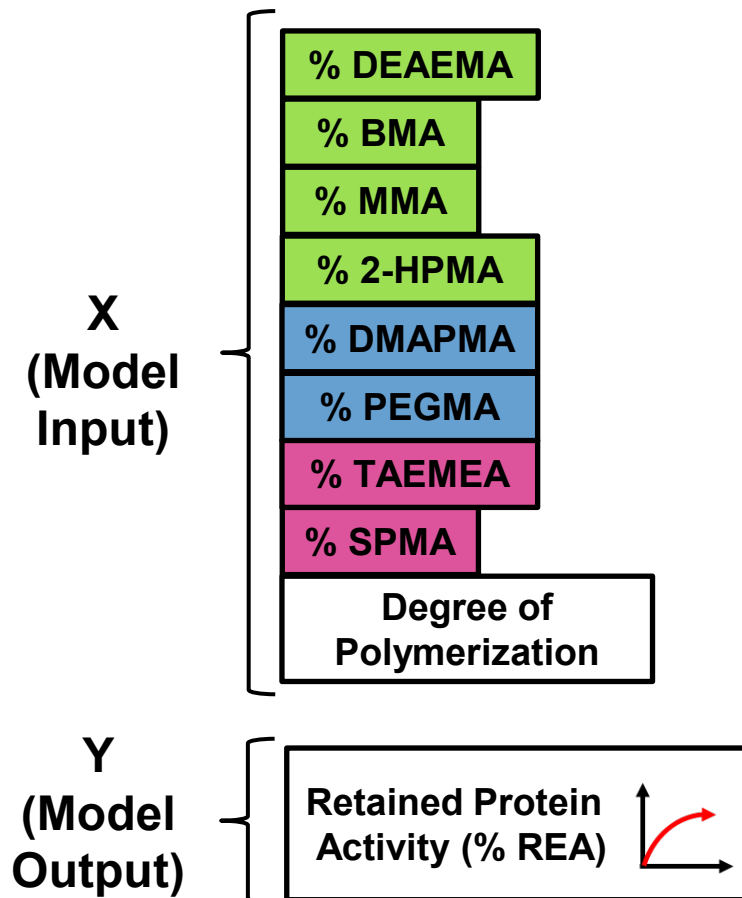 % DEAEMA
% BMA
% MMA
% 2-HPMA
% DMAPMA
% PEGMA
% TAEMEA
% SPMA
Degree of
Polymerization
X
(Model
Input)
Y
(Model
Output)
Retained Protein
Activity (% REA)